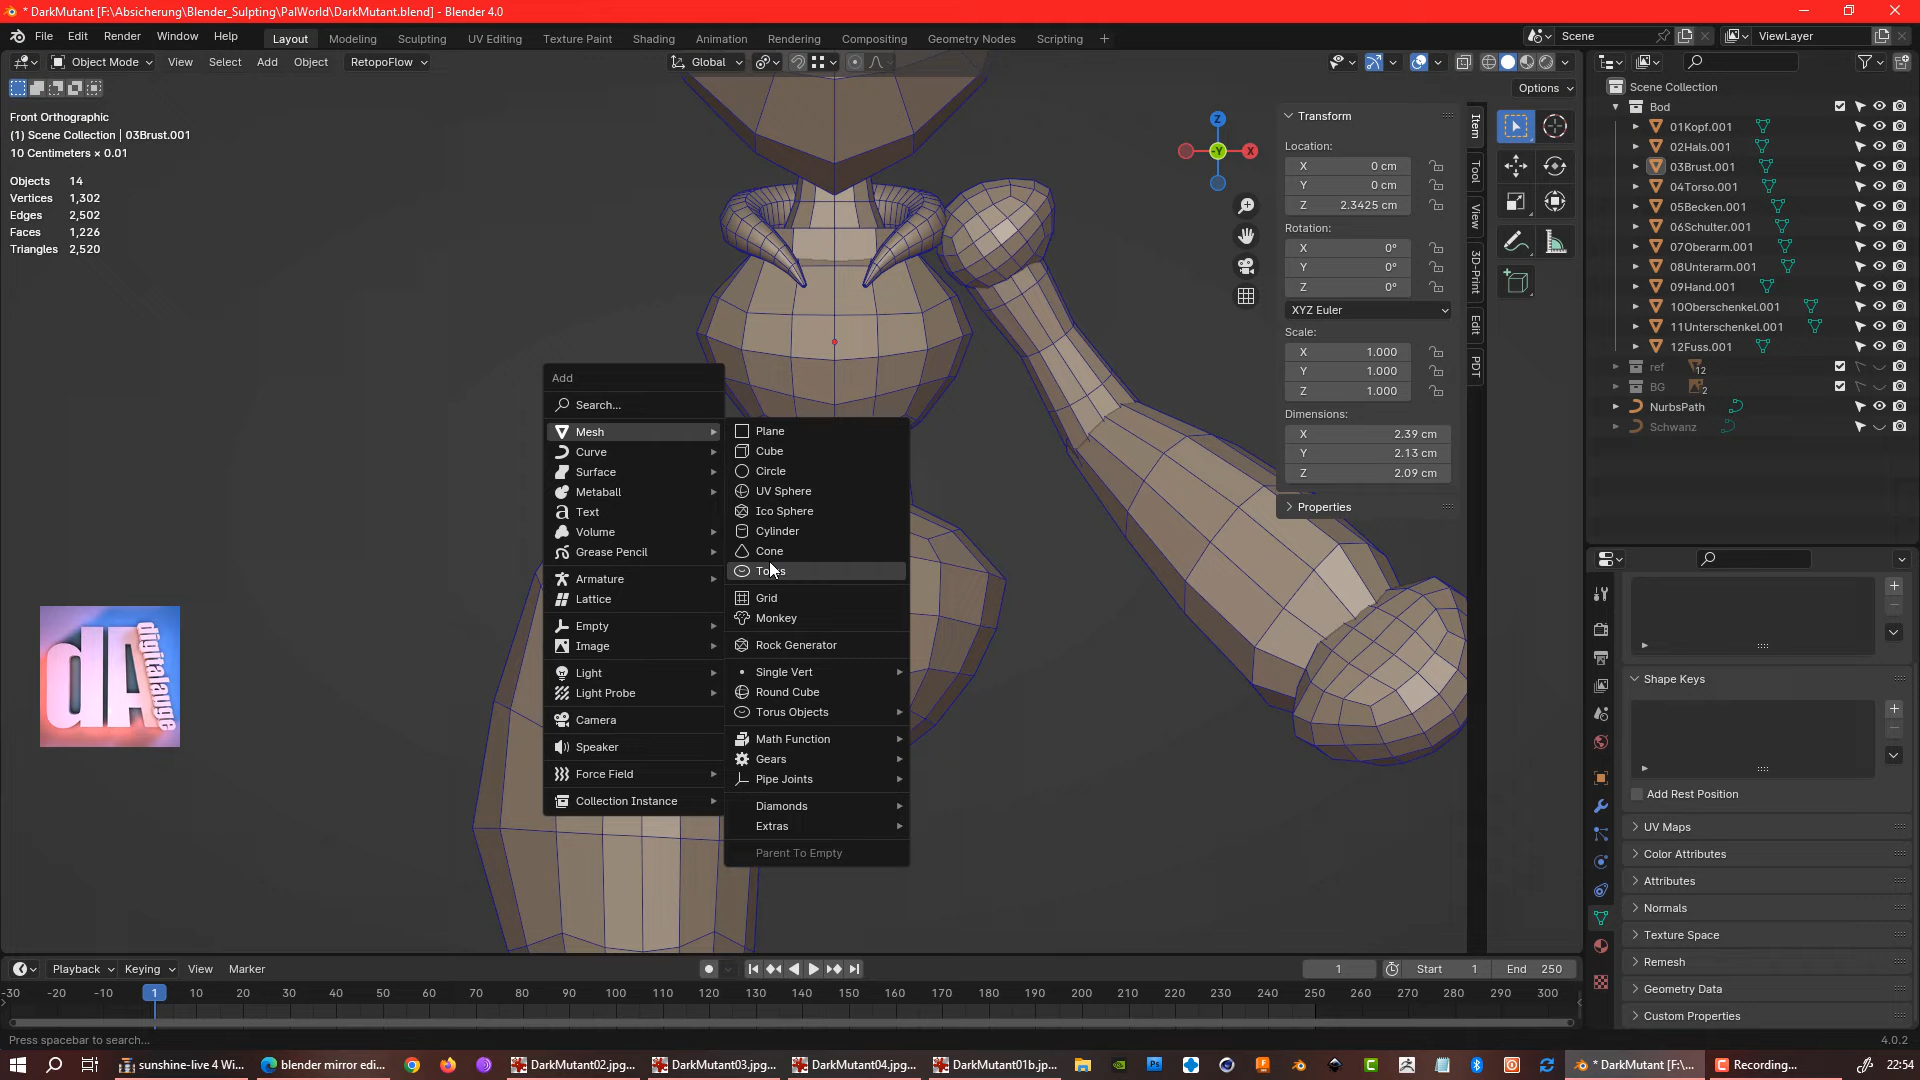 * DarkMutant [F:\Absicherung\Blender_Sulpting\PalWorld\DarkMutant.blend] - Blender 4.0
File Edit Render Window Help
Layout Modeling Sculpting UV Editing Texture Paint Shading Animation Rendering Compositing Geometry Nodes Scripting +
Scene ViewLayer
Object Mode View Select Add Object RetopoFlow Global
Options
Front Orthographic
(1) Scene Collection | 03Brust.001
10 Centimeters × 0.01
Objects 14
Vertices 1,302
Edges 2,502
Faces 1,226
Triangles 2,520
dA digitalange
Add
Search...
Mesh
Curve
Surface
Metaball
Text
Volume
Grease Pencil
Armature
Lattice
Empty
Image
Light
Light Probe
Camera
Speaker
Force Field
Collection Instance
Plane
Cube
Circle
UV Sphere
Ico Sphere
Cylinder
Cone
Torus
Grid
Monkey
Rock Generator
Single Vert
Round Cube
Torus Objects
Math Function
Gears
Pipe Joints
Diamonds
Extras
Parent To Empty
Z
-Y X
Transform
Location:
X 0 cm
Y 0 cm
Z 2.3425 cm
Rotation:
X 0°
Y 0°
Z 0°
XYZ Euler
Scale:
X 1.000
Y 1.000
Z 1.000
Dimensions:
X 2.39 cm
Y 2.13 cm
Z 2.09 cm
Properties
Item
Tool
View
3D-Print
Edit
PDT
Scene Collection
Bod
01Kopf.001
02Hals.001
03Brust.001
04Torso.001
05Becken.001
06Schulter.001
07Oberarm.001
08Unterarm.001
09Hand.001
10Oberschenkel.001
11Unterschenkel.001
12Fuss.001
ref 12
BG 2
NurbsPath
Schwanz
Shape Keys
Add Rest Position
UV Maps
Color Attributes
Attributes
Normals
Texture Space
Remesh
Geometry Data
Custom Properties
Playback Keying View Marker
1 Start 1 End 250
-30 -20 -10 1 10 20 30 40 50 60 70 80 90 100 110 120 130 140 150 160 170 180 190 200 210 220 230 240 250 260 270 280 290 300
Press spacebar to search...
4.0.2
sunshine-live 4 Wi... blender mirror edi... DarkMutant02.jpg... DarkMutant03.jpg... DarkMutant04.jpg... DarkMutant01b.jp... * DarkMutant [F:\... Recording... 22:54